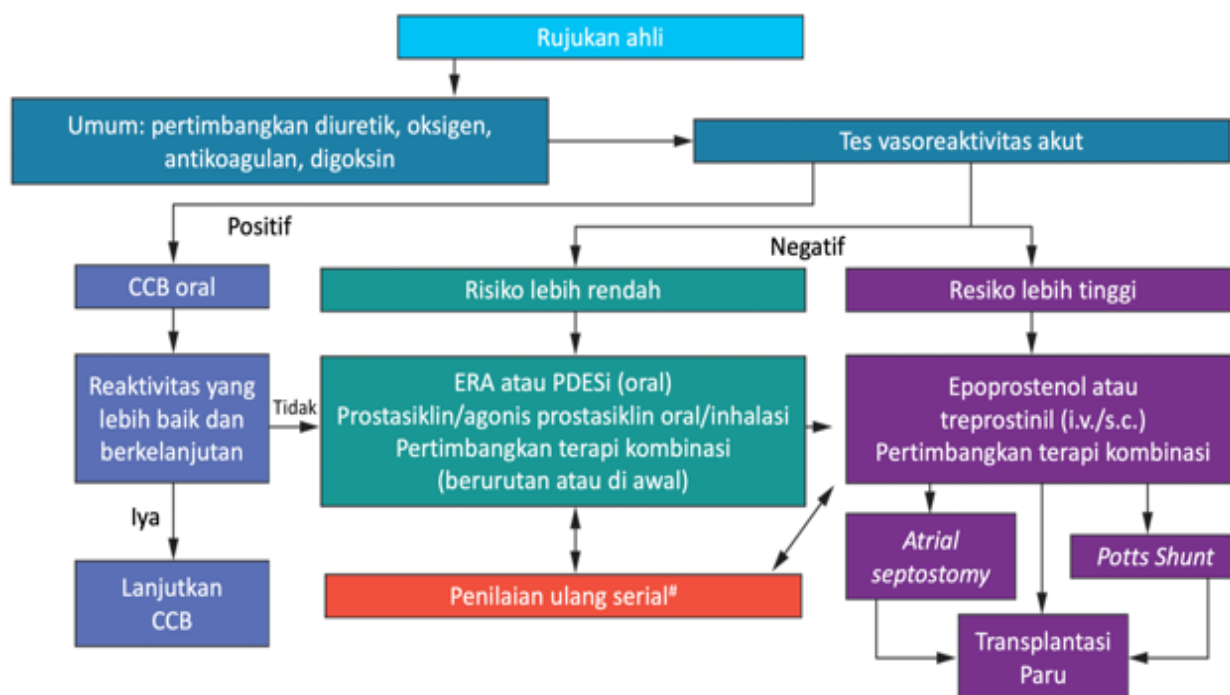 Rujukan ahli
Umum: pertimbangkan diuretik, oksigen,
antikoagulan, digoksin
Tes vasoreaktivitas akut
Positif
Negatif
CCB oral
Risiko lebih rendah
Resiko lebih tinggi
Reaktivitas yang
lebih baik dan
berkelanjutan
Tidak
ERA atau PDESi (oral)
Prostasiklin/agonis prostasiklin oral/inhalasi
Pertimbangkan terapi kombinasi
(berurutan atau di awal)
Epoprostenol atau
treprostinil (i.v./s.c.)
Pertimbangkan terapi kombinasi
Iya
Lanjutkan
CCB
Penilaian ulang serial#
Atrial
septostomy
Potts Shunt
Transplantasi
Paru